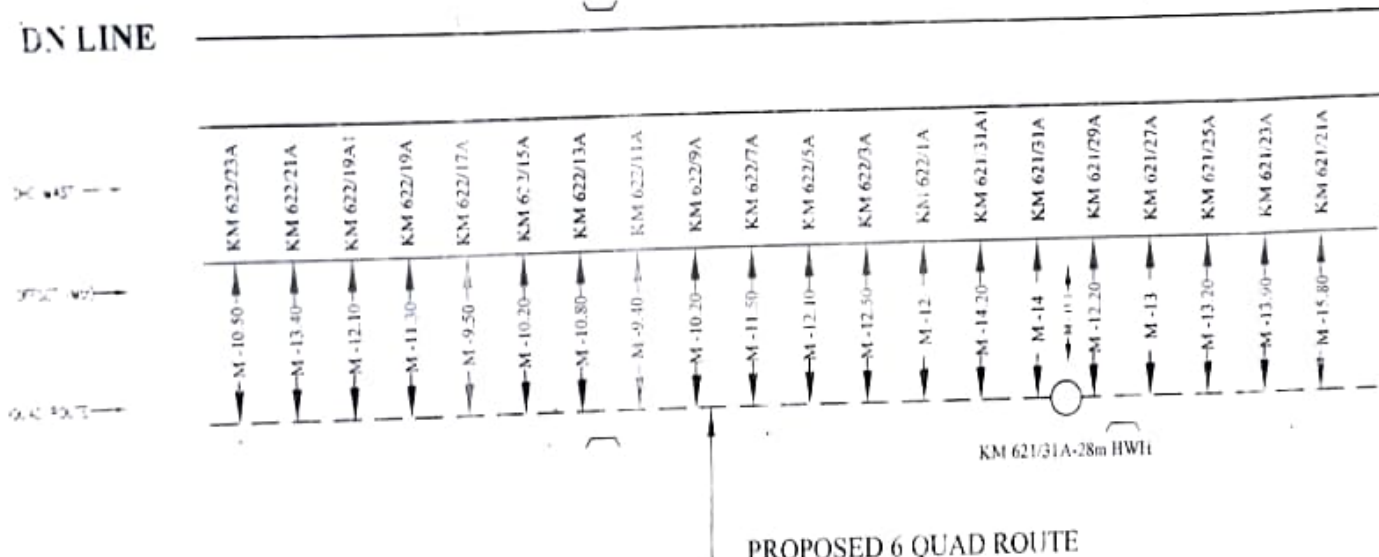 DN LINE
KM 622/23A
KM 622/21A
KM 622/19A1
KM 622/19A
KM 622/17A
KM 622/15A
KM 622/13A
KM 622/11A
KM 622/9A
KM 622/7A
KM 622/5A
KM 622/3A
KM 622/1A
KM 621/31A1
KM 621/31A
KM 621/29A
KM 621/27A
KM 621/25A
KM 621/23A
KM 621/21A
M -10.50
M -13.40
M -12.10
M -11.30
M -9.50
M -10.20
M -10.80
M -9.40
M -10.20
M -11.50
M -12.10
M -12.50
M -12
M -14.20
M -14
M -12.20
M -13
M -13.20
M -13.90
M -15.80
KM 621/31A-28m HWH
PROPOSED 6 QUAD ROUTE